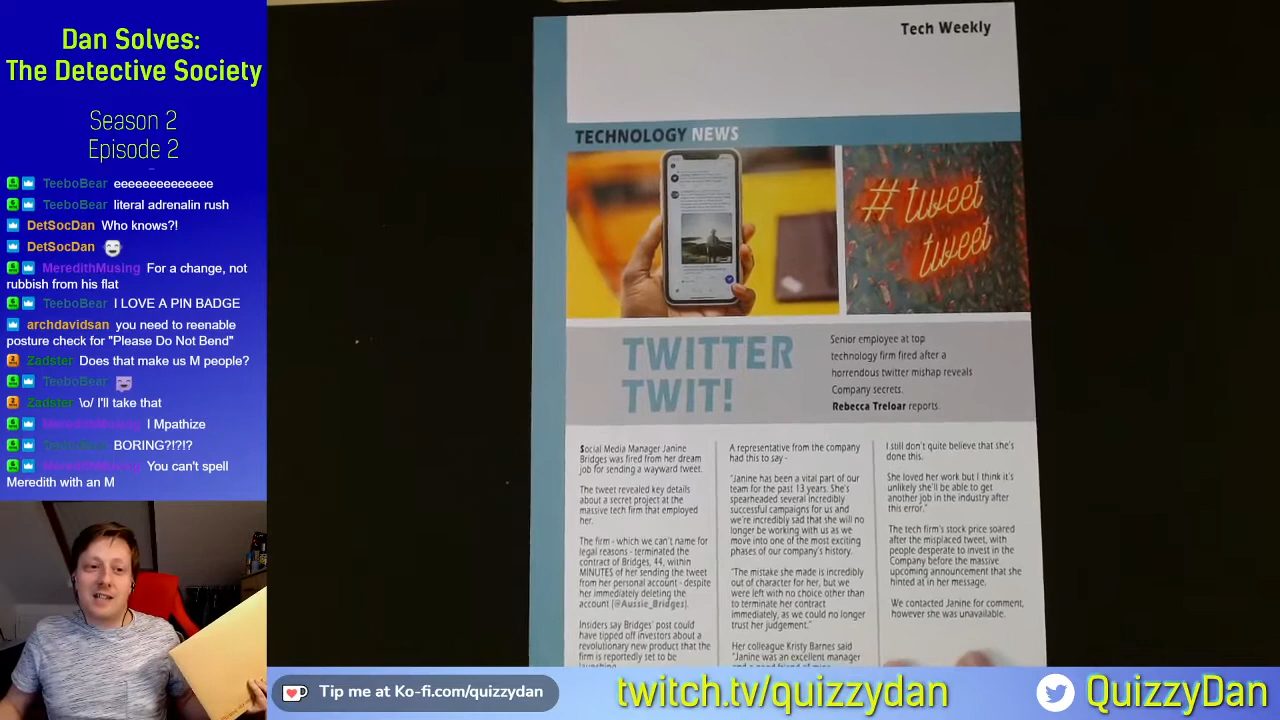 Dan Solves:
The Detective Society
Season 2
Episode 2
TeeboBear eeeeeeeeeeeeee
TeeboBear literal adrenalin rush
DetSocDan Who knows?!
DetSocDan
MeredithMusing For a change, not
rubbish from his flat
TeeboBear I LOVE A PIN BADGE
archdavidsan you need to reenable
posture check for "Please Do Not Bend"
Zadster Does that make us M people?
TeeboBear
Zadster \o/ I'll take that
MeredithMusing I Mpathize
TeeboBear BORING?!?!?
MeredithMusing You can't spell
Meredith with an M
Tech Weekly
TECHNOLOGY NEWS
#tweet
tweet
TWITTER
TWIT!
Senior employee at top
technology firm fired after a
horrendous twitter mishap reveals
Company secrets.
Rebecca Treloar reports.
Social Media Manager Janine
Bridges was fired from her dream
job for sending a wayward tweet.
The tweet revealed key details
about a secret project at the
massive tech firm that employed
her.
The firm - which we can't name for
legal reasons - terminated the
contract of Bridges, 44, within
MINUTES of her sending the tweet
from her personal account - despite
her immediately deleting the
account (@Aussie_Bridges).
Insiders say Bridges' post could
have tipped off investors about a
revolutionary new product that the
firm is reportedly set to be
launching
A representative from the company
had this to say -
"Janine has been a vital part of our
team for the past 13 years. She's
spearheaded several incredibly
successful campaigns for us and
we're incredibly sad that she will no
longer be working with us as we
move into one of the most exciting
phases of our company's history.
"The mistake she made is incredibly
out of character for her, but we
were left with no choice other than
to terminate her contract
immediately, as we could no longer
trust her judgement."
Her colleague Kristy Barnes said
"Janine was an excellent manager
and a good friend of mine
I still don't quite believe that she's
done this.
She loved her work but I think it's
unlikely she'll be able to get
another job in the industry after
this error."
The tech firm's stock price soared
after the misplaced tweet, with
people desperate to invest in the
Company before the massive
upcoming announcement that she
hinted at in her message.
We contacted Janine for comment,
however she was unavailable.
Tip me at Ko-fi.com/quizzydan
twitch.tv/quizzydan
QuizzyDan